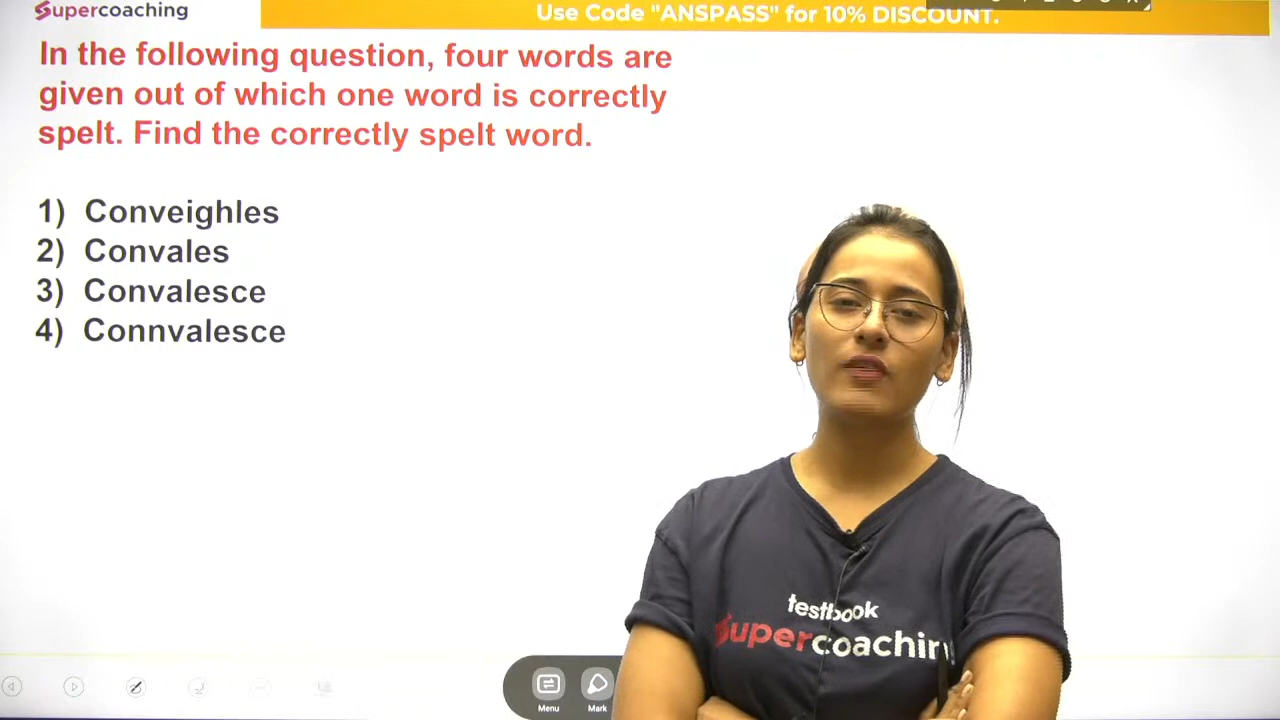 Supercoaching
Use Code "ANSPASS" for 10% DISCOUNT.
In the following question, four words are
given out of which one word is correctly
spelt. Find the correctly spelt word.
1) Conveighles
2) Convales
3) Convalesce
4) Connvalesce
testbook
Supercoachin
Menu
Mark